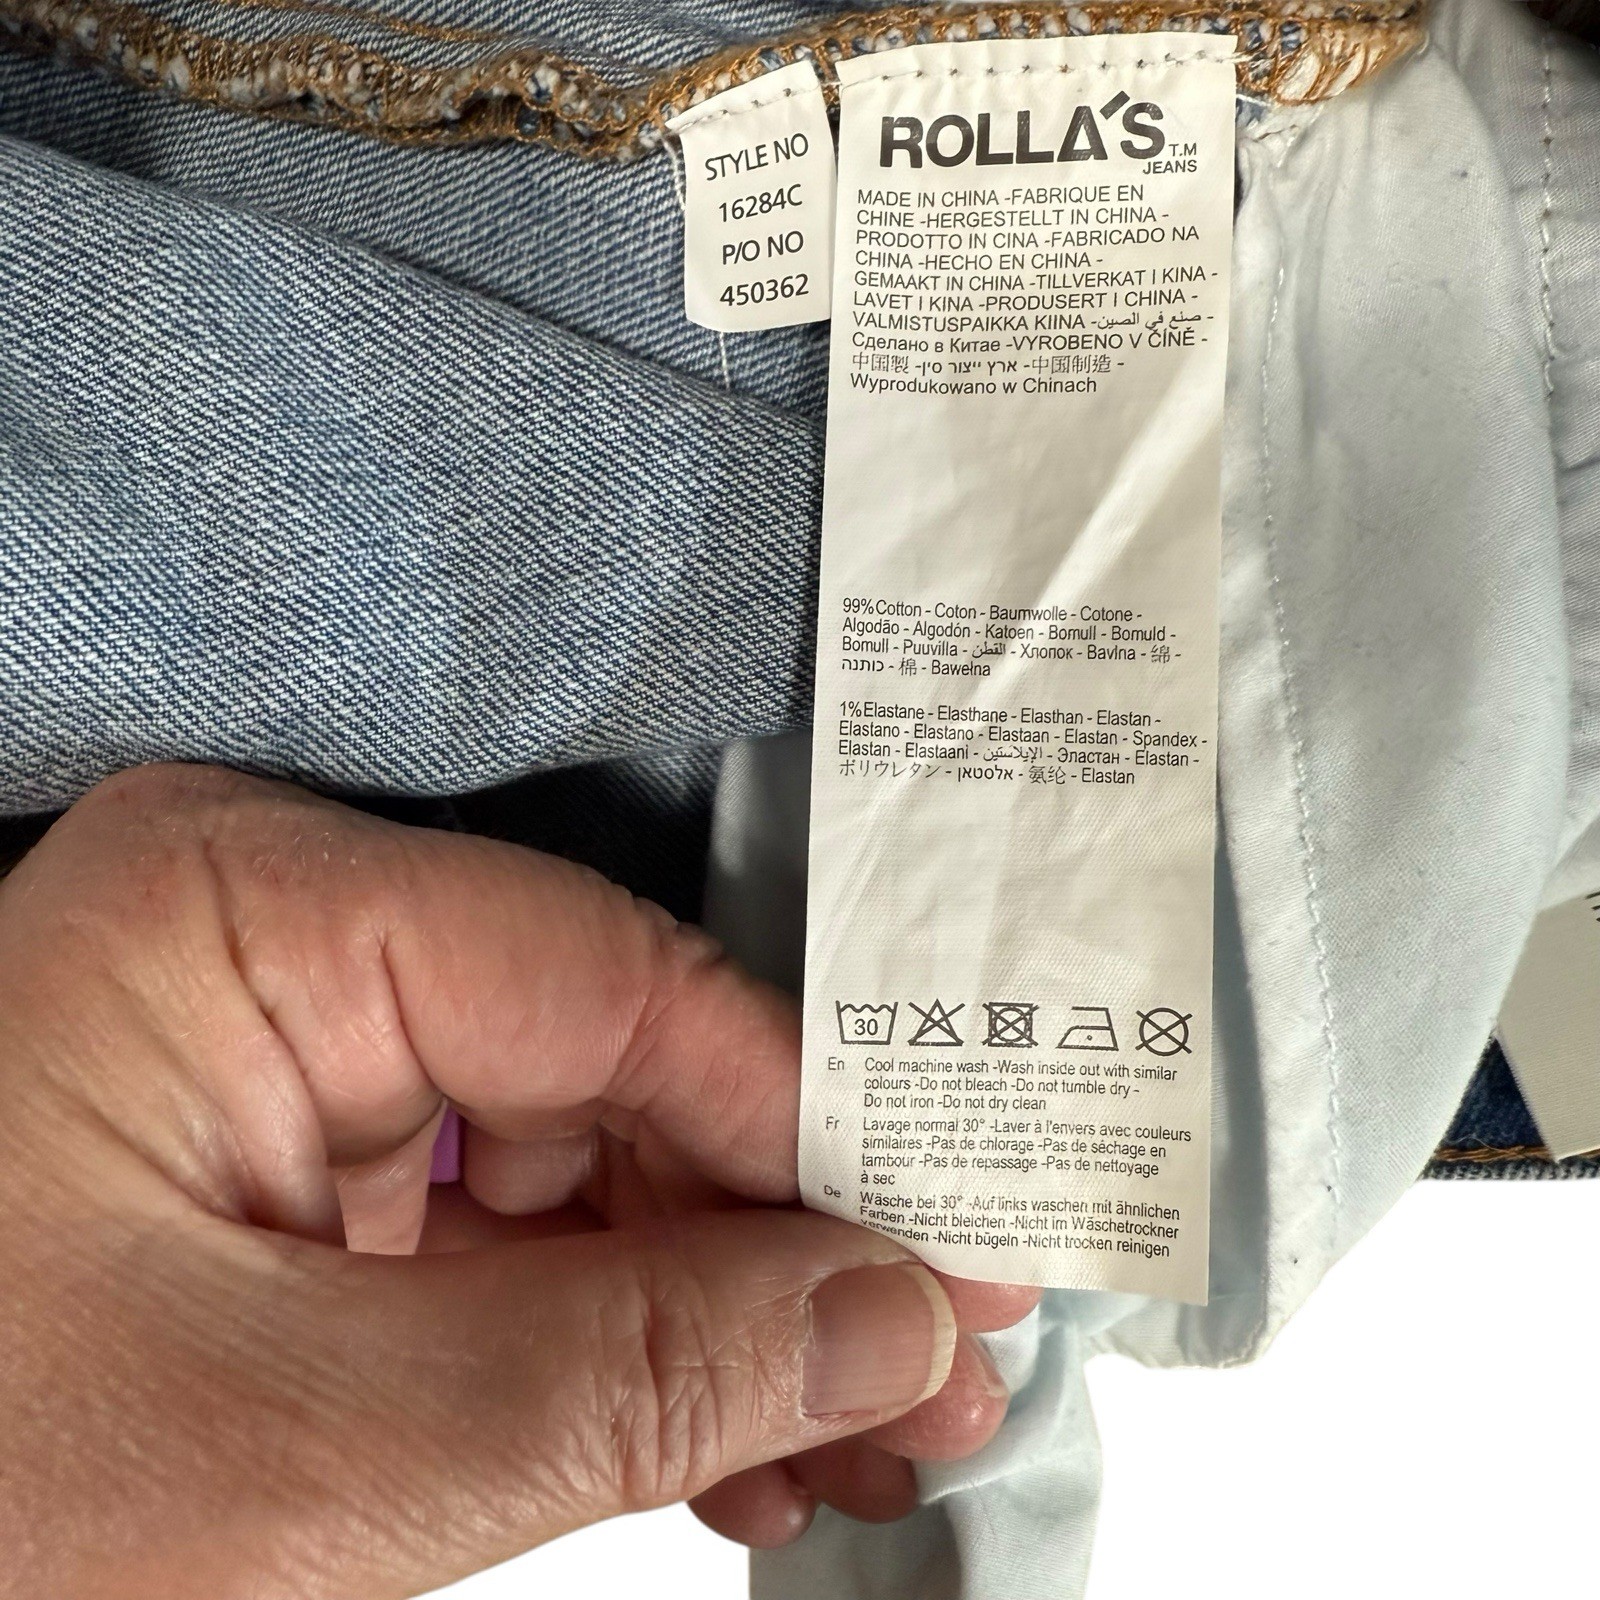 STYLE NO
16284C
P/O NO
450362
ROLLA'S T.M
JEANS
MADE IN CHINA -FABRIQUE EN
CHINE -HERGESTELLT IN CHINA -
PRODOTTO IN CINA -FABRICADO NA
CHINA -HECHO EN CHINA -
GEMAAKT IN CHINA -TILLVERKAT I KINA -
LAVET I KINA -PRODUSERT I CHINA -
VALMISTUSPAIKKA KIINA -صنع في الصين -
Сделано в Китае -VYROBENO V ČÍNĚ -
中国製 -ארץ ייצור סין -中国制造 -
Wyprodukowano w Chinach
99%Cotton - Coton - Baumwolle - Cotone -
Algodão - Algodón - Katoen - Bomull - Bomuld -
Bomull - Puuvilla - القطن - Хлопок - Bavlna - 绵 -
כותנה - 棉 - Bawełna
1%Elastane - Elasthane - Elasthan - Elastan -
Elastano - Elastano - Elastaan - Elastan - Spandex -
Elastan - Elastaani - الإيلاستين - Эластан - Elastan -
ポリウレタン - אלסטאן - 氨纶 - Elastan
30
En Cool machine wash -Wash inside out with similar
colours -Do not bleach -Do not tumble dry -
Do not iron -Do not dry clean
Fr Lavage normal 30° -Laver à l'envers avec couleurs
similaires -Pas de chlorage -Pas de séchage en
tambour -Pas de repassage -Pas de nettoyage
à sec
De Wäsche bei 30° -Auf links waschen mit ähnlichen
Farben -Nicht bleichen -Nicht im Wäschetrockner
verwenden -Nicht bügeln -Nicht trocken reinigen